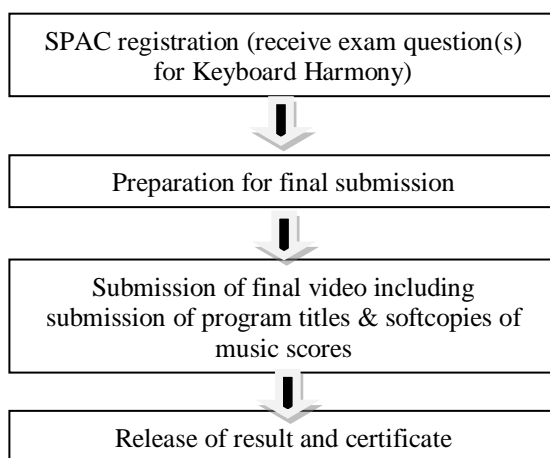 SPAC registration (receive exam question(s)
for Keyboard Harmony)
Preparation for final submission
Submission of final video including
submission of program titles & softcopies of
music scores
Release of result and certificate